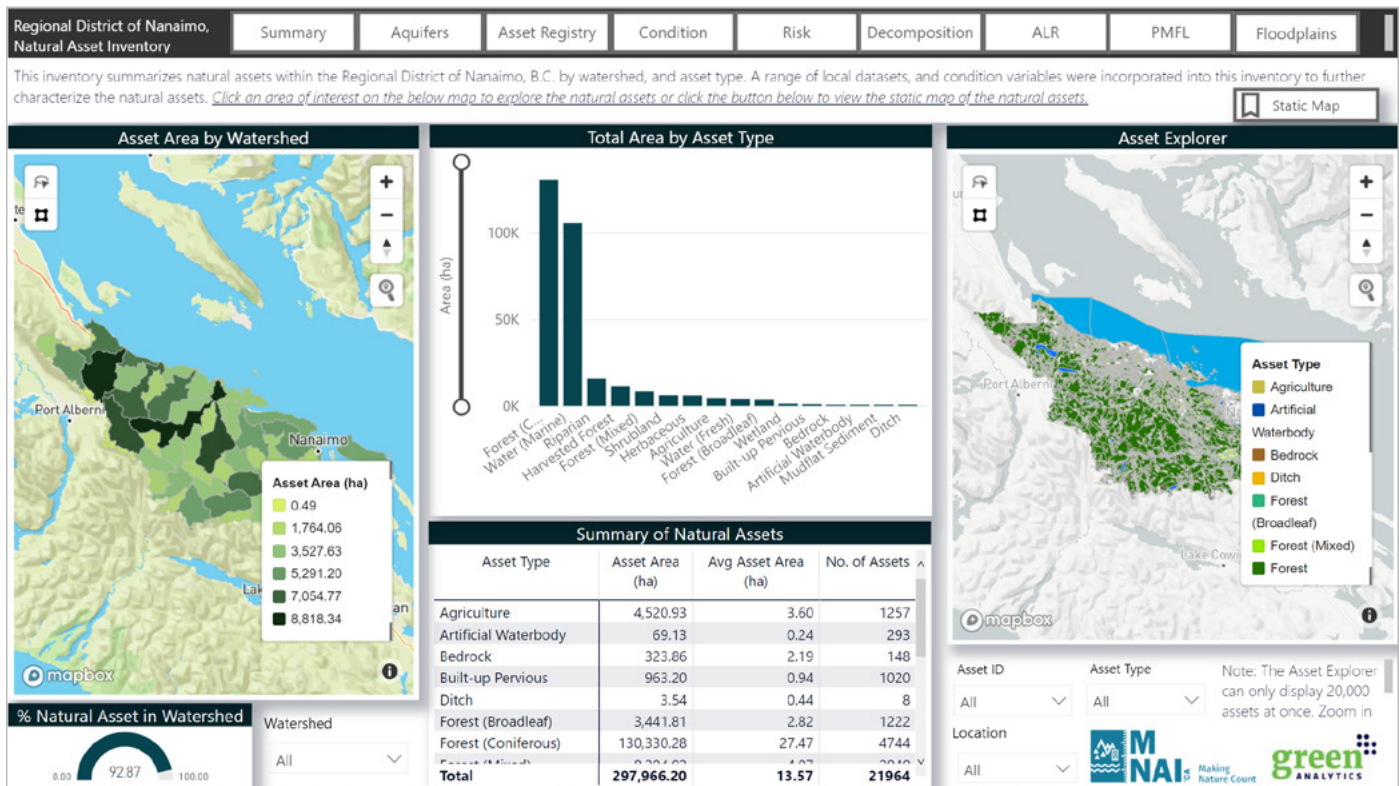 Regional District of Nanaimo,
Natural Asset Inventory
Summary
Aquifers
Asset Registry
Condition
Risk
Decomposition
ALR
PMFL
Floodplains
This inventory summarizes natural assets within the Regional District of Nanaimo, B.C. by watershed, and asset type. A range of local datasets, and condition variables were incorporated into this inventory to further
characterize the natural assets. Click an area of interest on the below map to explore the natural assets or click the button below to view the static map of the natural assets.
Static Map
Asset Area by Watershed
Port Alberni
Nanaimo
Asset Area (ha)
0.49
1,764.06
3,527.63
5,291.20
7,054.77
8,818.34
mapbox
% Natural Asset in Watershed
0.00
92.87
100.00
Watershed
All
Total Area by Asset Type
Area (ha)
100K
50K
0K
Forest (C...
Water (Marine)
Riparian
Harvested Forest
Forest (Mixed)
Shrubland
Herbaceous
Agriculture
Water (Fresh)
Forest (Broadleaf)
Wetland
Built-up Pervious
Bedrock
Artificial Waterbody
Mudflat Sediment
Ditch
Summary of Natural Assets
Asset Type Asset Area (ha) Avg Asset Area (ha) No. of Assets
Agriculture 4,520.93 3.60 1257
Artificial Waterbody 69.13 0.24 293
Bedrock 323.86 2.19 148
Built-up Pervious 963.20 0.94 1020
Ditch 3.54 0.44 8
Forest (Broadleaf) 3,441.81 2.82 1222
Forest (Coniferous) 130,330.28 27.47 4744
Total 297,966.20 13.57 21964
Asset Explorer
Port Alberni
Asset Type
Agriculture
Artificial
Waterbody
Bedrock
Ditch
Forest
(Broadleaf)
Forest (Mixed)
Forest
mapbox
Asset ID
All
Asset Type
All
Note: The Asset Explorer
can only display 20,000
assets at once. Zoom in
Location
All
MNAI.CA
Making
Nature Count
green
ANALYTICS